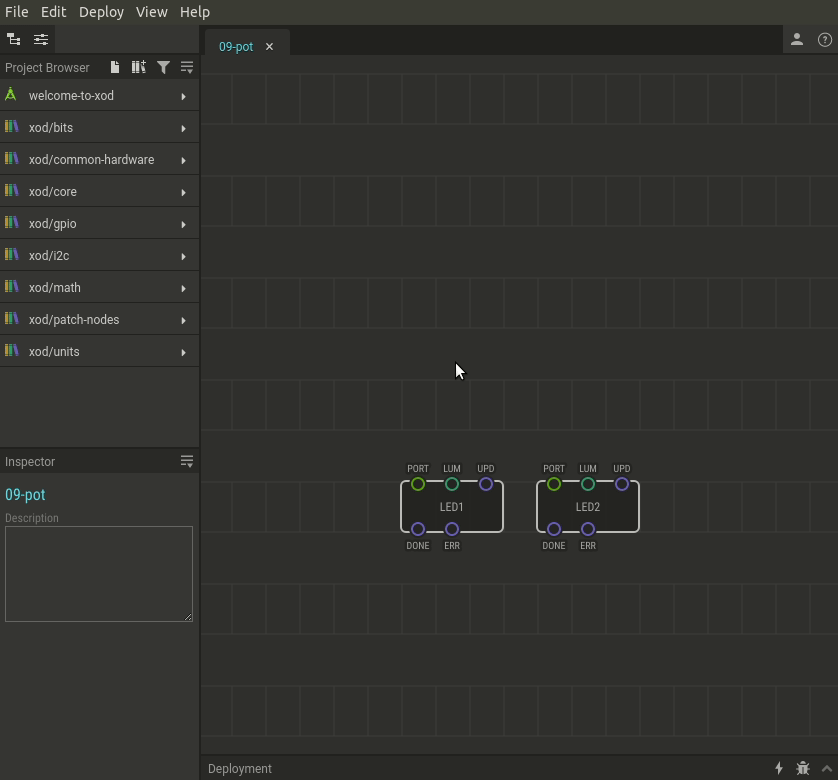 File Edit Deploy View Help
09-pot
Project Browser
welcome-to-xod
xod/bits
xod/common-hardware
xod/core
xod/gpio
xod/i2c
xod/math
xod/patch-nodes
xod/units
PORT LUM UPD PORT LUM UPD
LED1 LED2
DONE ERR DONE ERR
Inspector
09-pot
Description
Deployment